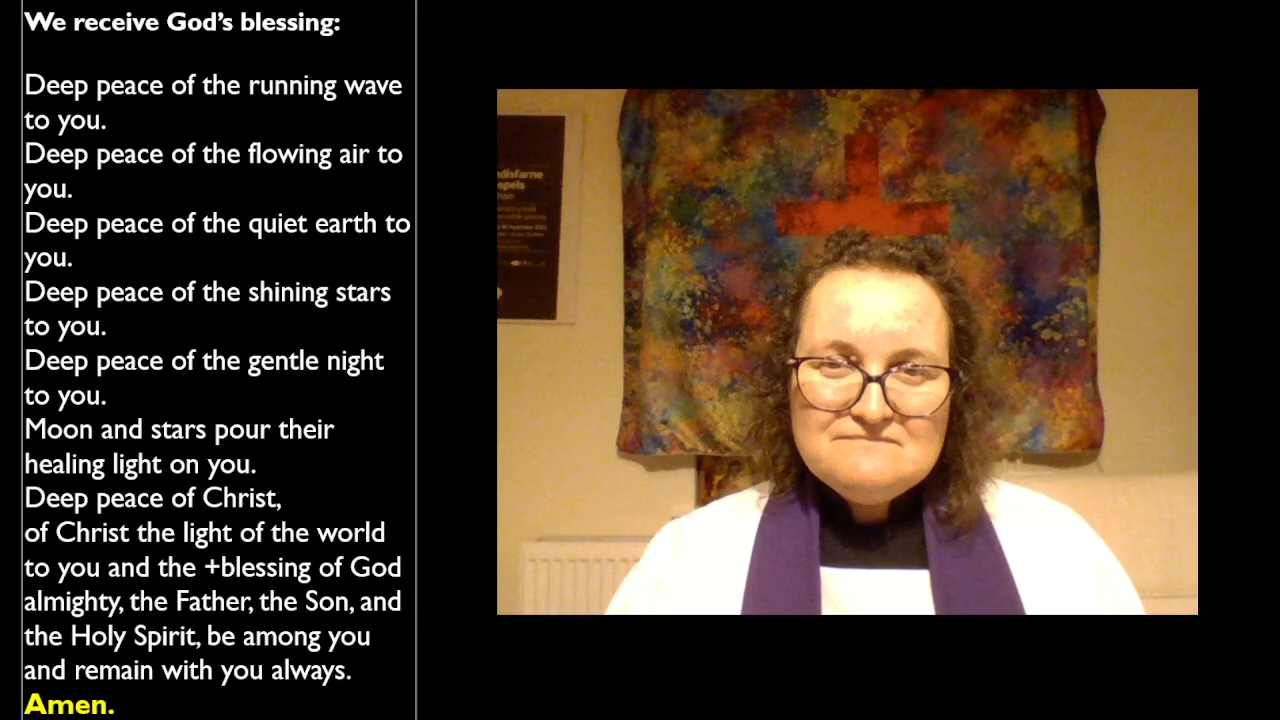 We receive God's blessing:
Deep peace of the running wave
to you.
Deep peace of the flowing air to
you.
Deep peace of the quiet earth to
you.
Deep peace of the shining stars
to you.
Deep peace of the gentle night
to you.
Moon and stars pour their
healing light on you.
Deep peace of Christ,
of Christ the light of the world
to you and the +blessing of God
almighty, the Father, the Son, and
the Holy Spirit, be among you
and remain with you always.
Amen.